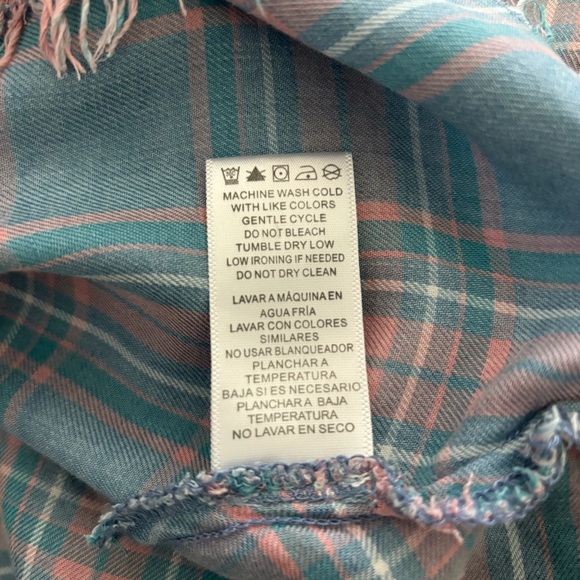 MACHINE WASH COLD
WITH LIKE COLORS
GENTLE CYCLE
DO NOT BLEACH
TUMBLE DRY LOW
LOW IRONING IF NEEDED
DO NOT DRY CLEAN
LAVAR A MÁQUINA EN
AGUA FRÍA
LAVAR CON COLORES
SIMILARES
NO USAR BLANQUEADOR
PLANCHAR A
TEMPERATURA
BAJA SI ES NECESARIO
PLANCHAR A BAJA
TEMPERATURA
NO LAVAR EN SECO